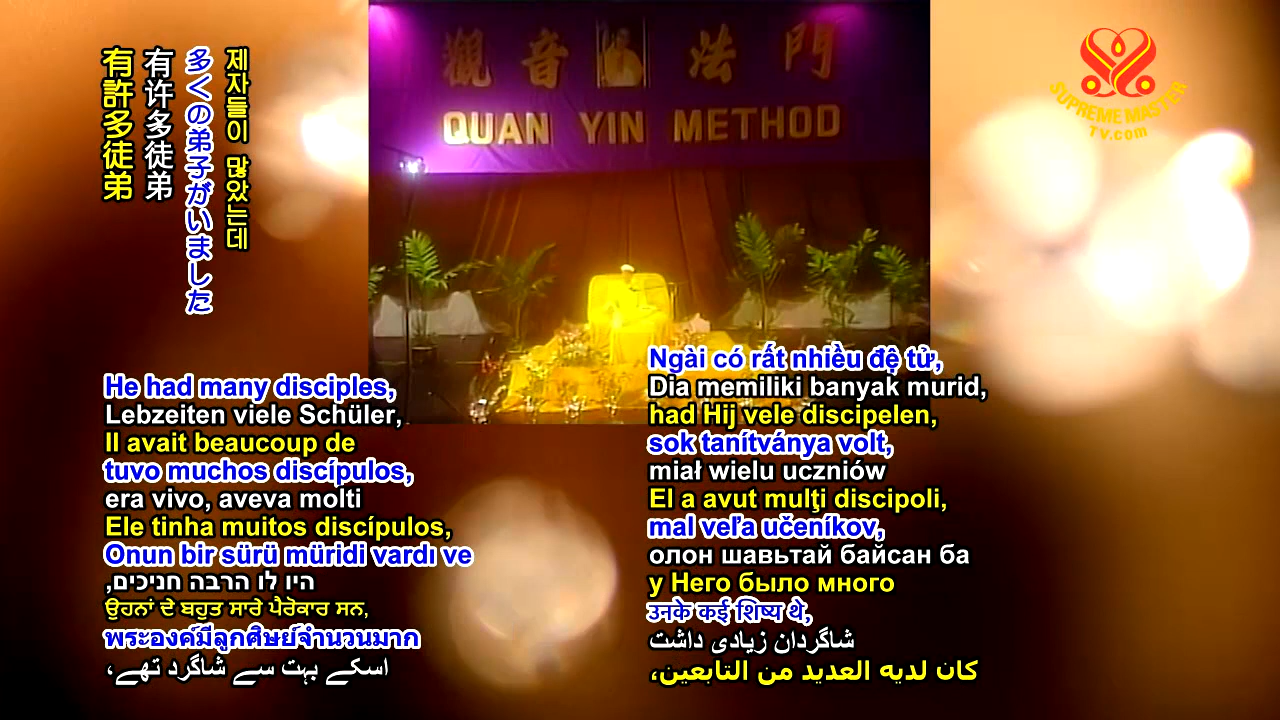 觀音法門
QUAN YIN METHOD
SUPREME MASTER
TV.com
제자들이 많았는데
多くの弟子がいました
有许多徒弟
有許多徒弟
He had many disciples,
Lebzeiten viele Schüler,
Il avait beaucoup de
tuvo muchos discípulos,
era vivo, aveva molti
Ele tinha muitos discípulos,
Onun bir sürü müridi vardı ve
היו לו הרבה חניכים,
ਉਹਨਾਂ ਦੇ ਬਹੁਤ ਸਾਰੇ ਪੈਰੋਕਾਰ ਸਨ,
พระองค์มีลูกศิษย์จำนวนมาก
اسکے بہت سے شاگرد تھے،
Ngài có rất nhiều đệ tử,
Dia memiliki banyak murid,
had Hij vele discipelen,
sok tanítványa volt,
miał wielu uczniów
El a avut mulţi discipoli,
mal veľa učeníkov,
олон шавьтай байсан ба
у Него было много
उनके कई शिष्य थे,
شاگردان زیادی داشت
كان لديه العديد من التابعين،